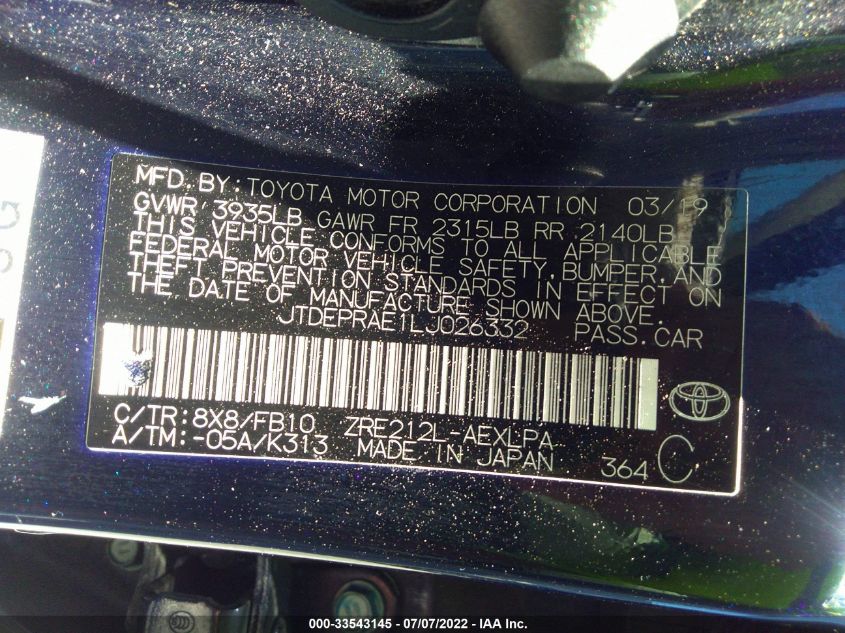 MFD. BY: TOYOTA MOTOR CORPORATION 03/19
GVWR 3935LB GAWR FR 2315LB RR 2140LB
THIS VEHICLE CONFORMS TO ALL APPLICABLE
FEDERAL MOTOR VEHICLE SAFETY, BUMPER, AND
THEFT PREVENTION STANDARDS IN EFFECT ON
THE DATE OF MANUFACTURE SHOWN ABOVE.
JTDEPRAE1LJ026332 PASS. CAR
C/TR: 8X8/FB10 ZRE212L-AEXLPA
A/TM: -05A/K313 MADE IN JAPAN 364 C
000-33543145 - 07/07/2022 - IAA Inc.